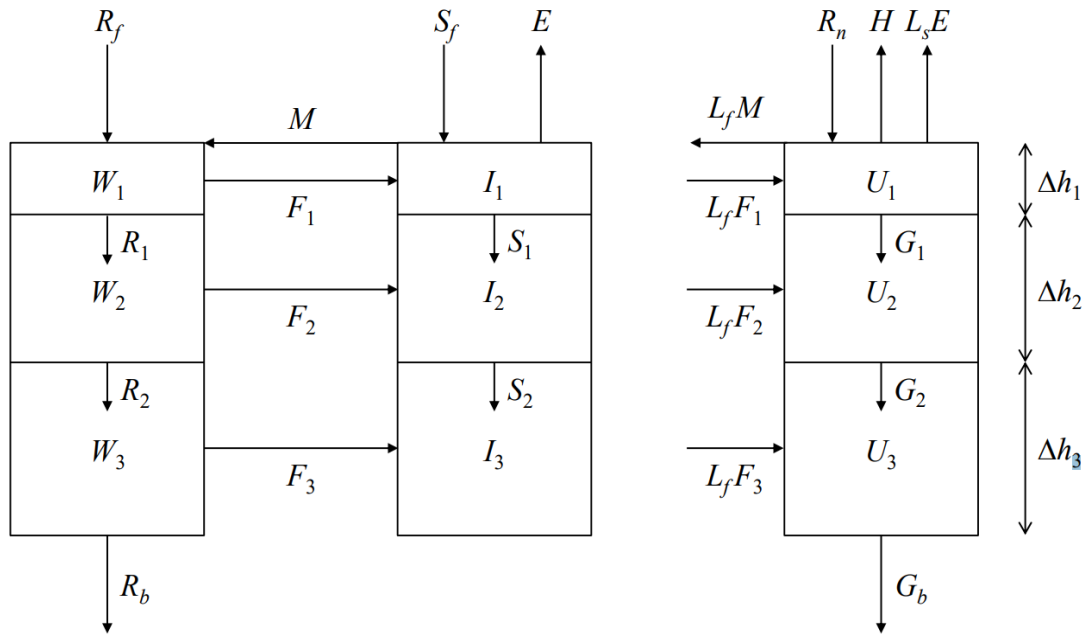 R_f S_f E R_n H L_sE
M L_fM
W_1 I_1 U_1 Δh_1
F_1 L_fF_1
R_1 S_1 G_1
W_2 I_2 U_2 Δh_2
F_2 L_fF_2
R_2 S_2 G_2
W_3 I_3 U_3 Δh_3
F_3 L_fF_3
R_b G_b